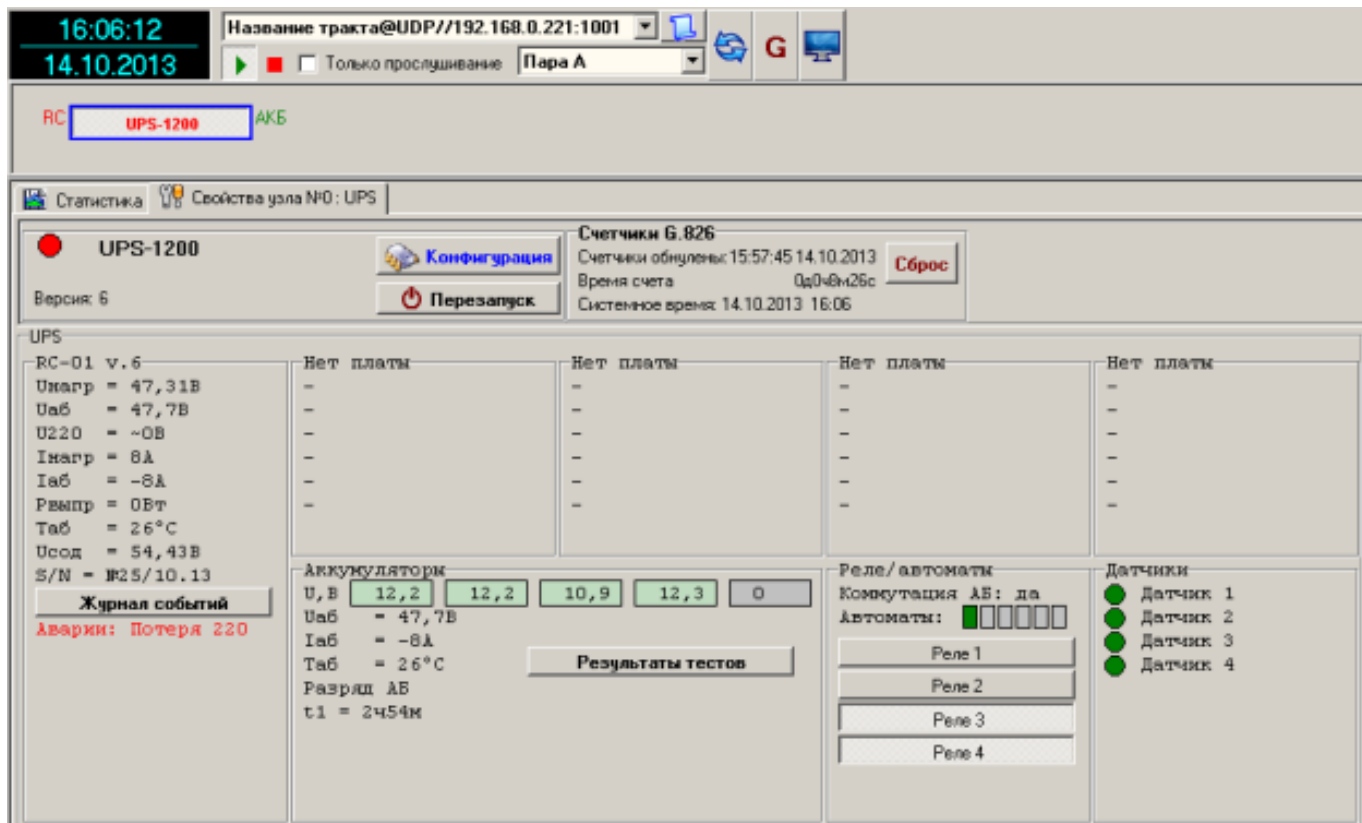 16:06:12
14.10.2013
Название тракта@UDP//192.168.0.221:1001
Только прослушивание Пара А
G
RC UPS-1200 АКБ
Статистика Свойства узла №0 : UPS
UPS-1200
Версия: 6
Конфигурация
Перезапуск
Счетчики G.826
Счетчики обнулены: 15:57:45 14.10.2013
Время счета 0д0ч8м26с
Системное время: 14.10.2013 16:06
Сброс
UPS
RC-01 v.6
Uнагр = 47,31В
Uаб = 47,7В
U220 = ~0В
Iнагр = 8А
Iаб = -8А
Pвыпр = 0Вт
Tаб = 26°C
Uсод = 54,43В
S/N = №25/10.13
Журнал событий
Аварии: Потеря 220
Нет платы
-
-
-
-
-
-
Нет платы
-
-
-
-
-
-
Нет платы
-
-
-
-
-
-
Нет платы
-
-
-
-
-
-
Аккумуляторы
U,В 12,2 12,2 10,9 12,3 0
Uаб = 47,7В
Iаб = -8А
Tаб = 26°C
Разряд АБ
t1 = 2ч54м
Результаты тестов
Реле/автоматы
Коммутация АБ: да
Автоматы:
Реле 1
Реле 2
Реле 3
Реле 4
Датчики
Датчик 1
Датчик 2
Датчик 3
Датчик 4